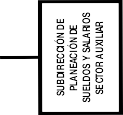 SUBDIRECCIÓN DE
PLANEACIÓN DE
SUELDOS Y SALARIOS
SECTOR AUXILIAR